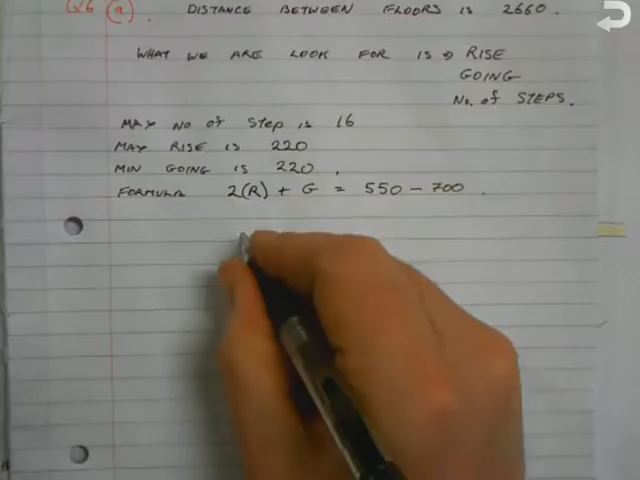 Q6 (a). DISTANCE BETWEEN FLOORS IS 2660.
WHAT WE ARE LOOK FOR IS → RISE
GOING
No. of STEPS.
MAX NO of Step is 16
MAX RISE IS 220
MIN GOING IS 220.
FORMULA 2(R) + G = 550 - 700.